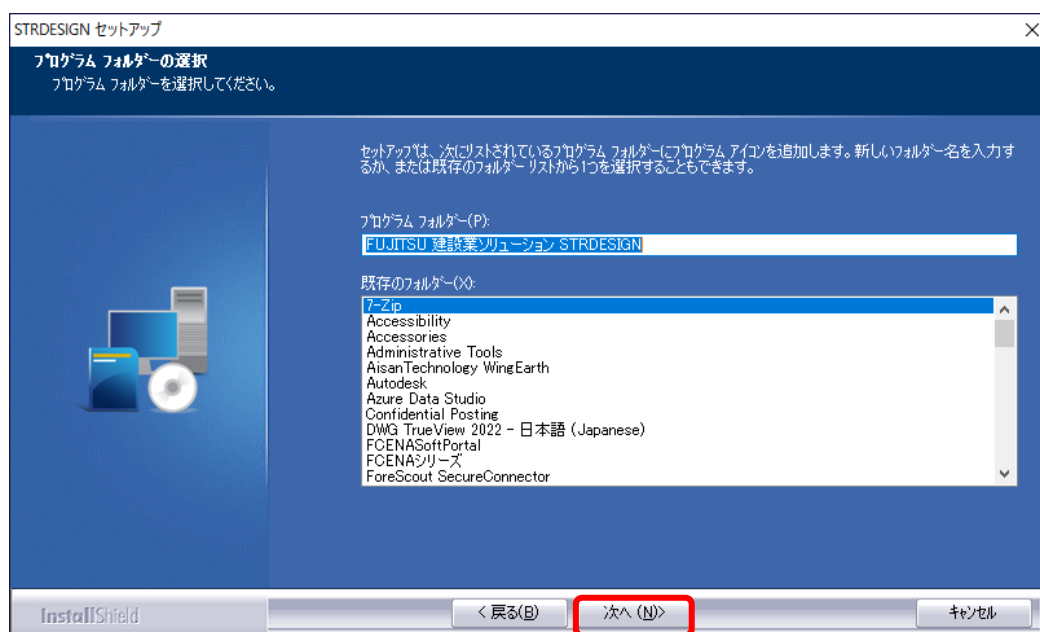 STRDESIGN セットアップ
プログラム フォルダーの選択
プログラム フォルダーを選択してください。
セットアップは、次にリストされているプログラム フォルダーにプログラム アイコンを追加します。新しいフォルダー名を入力す
るか、または既存のフォルダー リストから1つを選択することもできます。
プログラム フォルダー(P):
FUJITSU 建設業ソリューション STRDESIGN
既存のフォルダー(X):
7-Zip
Accessibility
Accessories
Administrative Tools
AisanTechnology WingEarth
Autodesk
Azure Data Studio
Confidential Posting
DWG TrueView 2022 - 日本語 (Japanese)
FCENASoftPortal
FCENAシリーズ
ForeScout SecureConnector
InstallShield
< 戻る(B)
次へ (N)>
キャンセル